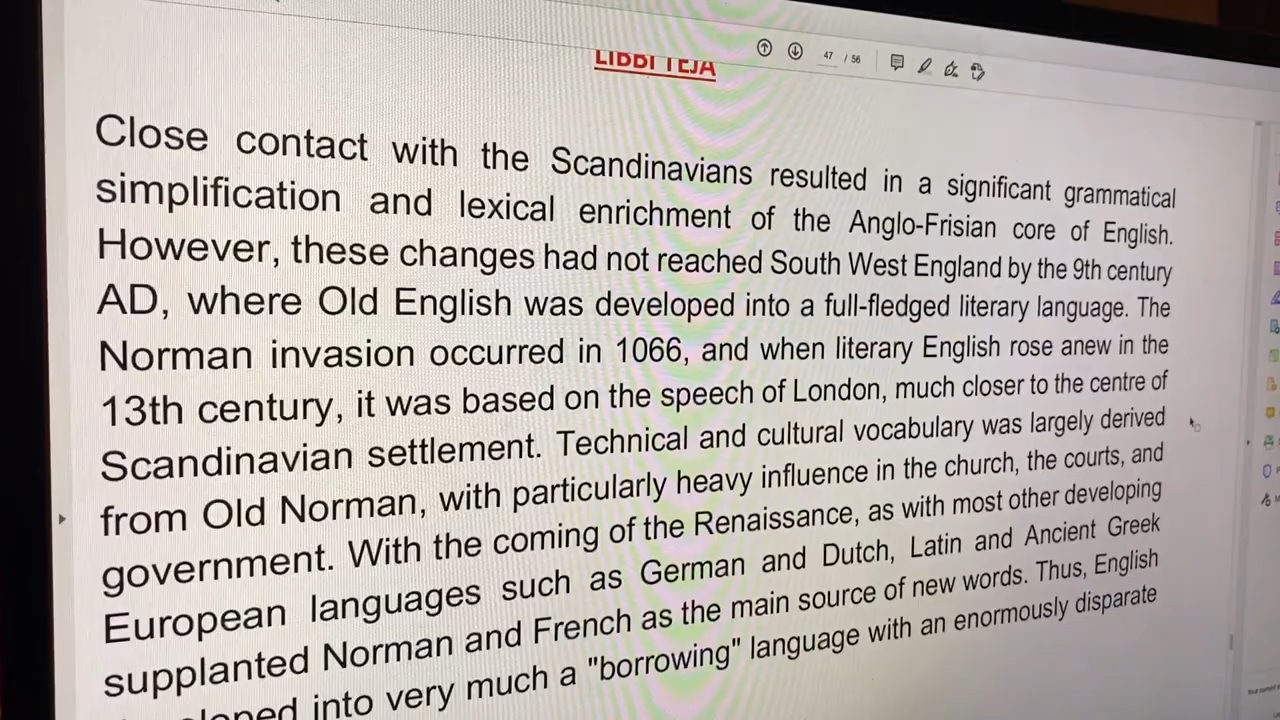 LIBBI TEJA
47 / 56
Close contact with the Scandinavians resulted in a significant grammatical
simplification and lexical enrichment of the Anglo-Frisian core of English.
However, these changes had not reached South West England by the 9th century
AD, where Old English was developed into a full-fledged literary language. The
Norman invasion occurred in 1066, and when literary English rose anew in the
13th century, it was based on the speech of London, much closer to the centre of
Scandinavian settlement. Technical and cultural vocabulary was largely derived
from Old Norman, with particularly heavy influence in the church, the courts, and
government. With the coming of the Renaissance, as with most other developing
European languages such as German and Dutch, Latin and Ancient Greek
supplanted Norman and French as the main source of new words. Thus, English
into very much a "borrowing" language with an enormously disparate